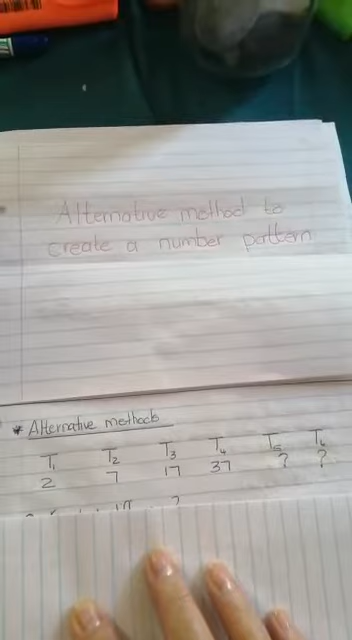 Alternative method to
create a number pattern
* Alternative methods
T1 T2 T3 T4 T5 T6
2 7 17 37 ? ?